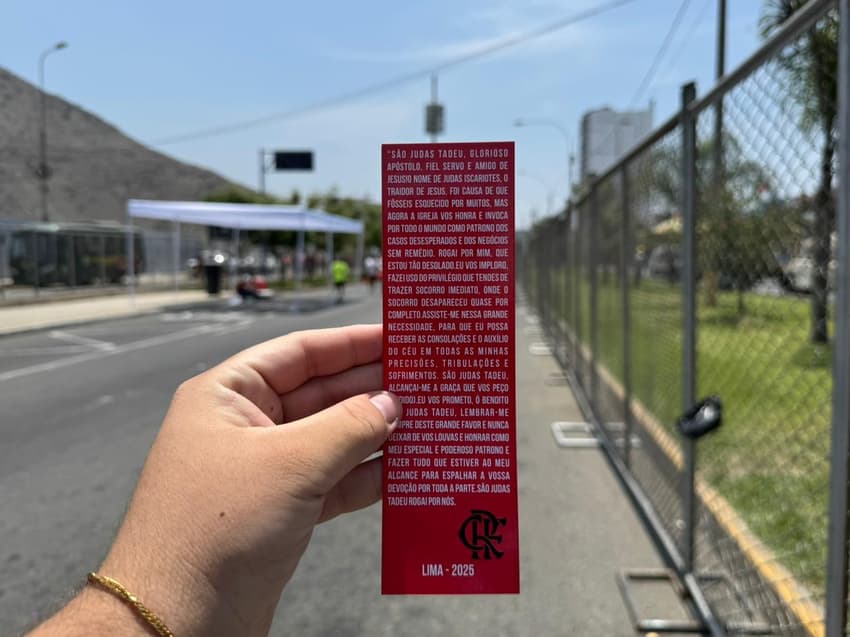 "SÃO JUDAS TADEU, GLORIOSO
APÓSTOLO, FIEL SERVO E AMIGO DE
JESUS!O NOME DE JUDAS ISCARIOTES, O
TRAIDOR DE JESUS, FOI CAUSA DE QUE
FÔSSEIS ESQUECIDO POR MUITOS, MAS
AGORA A IGREJA VOS HONRA E INVOCA
POR TODO O MUNDO COMO PATRONO DOS
CASOS DESESPERADOS E DOS NEGÓCIOS
SEM REMÉDIO. ROGAI POR MIM, QUE
ESTOU TÃO DESOLADO.EU VOS IMPLORO,
FAZEI USO DO PRIVILÉGIO QUE TENDES DE
TRAZER SOCORRO IMEDIATO, ONDE O
SOCORRO DESAPARECEU QUASE POR
COMPLETO.ASSISTE-ME NESSA GRANDE
NECESSIDADE, PARA QUE EU POSSA
RECEBER AS CONSOLAÇÕES E O AUXÍLIO
DO CÉU EM TODAS AS MINHAS
PRECISÕES, TRIBULAÇÕES E
SOFRIMENTOS. SÃO JUDAS TADEU,
ALCANÇAI-ME A GRAÇA QUE VOS PEÇO
EU VOS PROMETO, Ó BENDITO
JUDAS TADEU, LEMBRAR-ME
DESTE GRANDE FAVOR E NUNCA
DEIXAR DE VOS LOUVAS E HONRAR COMO
MEU ESPECIAL E PODEROSO PATRONO E
FAZER TUDO QUE ESTIVER AO MEU
ALCANCE PARA ESPALHAR A VOSSA
DEVOÇÃO POR TODA A PARTE.SÃO JUDAS
TADEU ROGAI POR NÓS.
CRF
LIMA - 2025